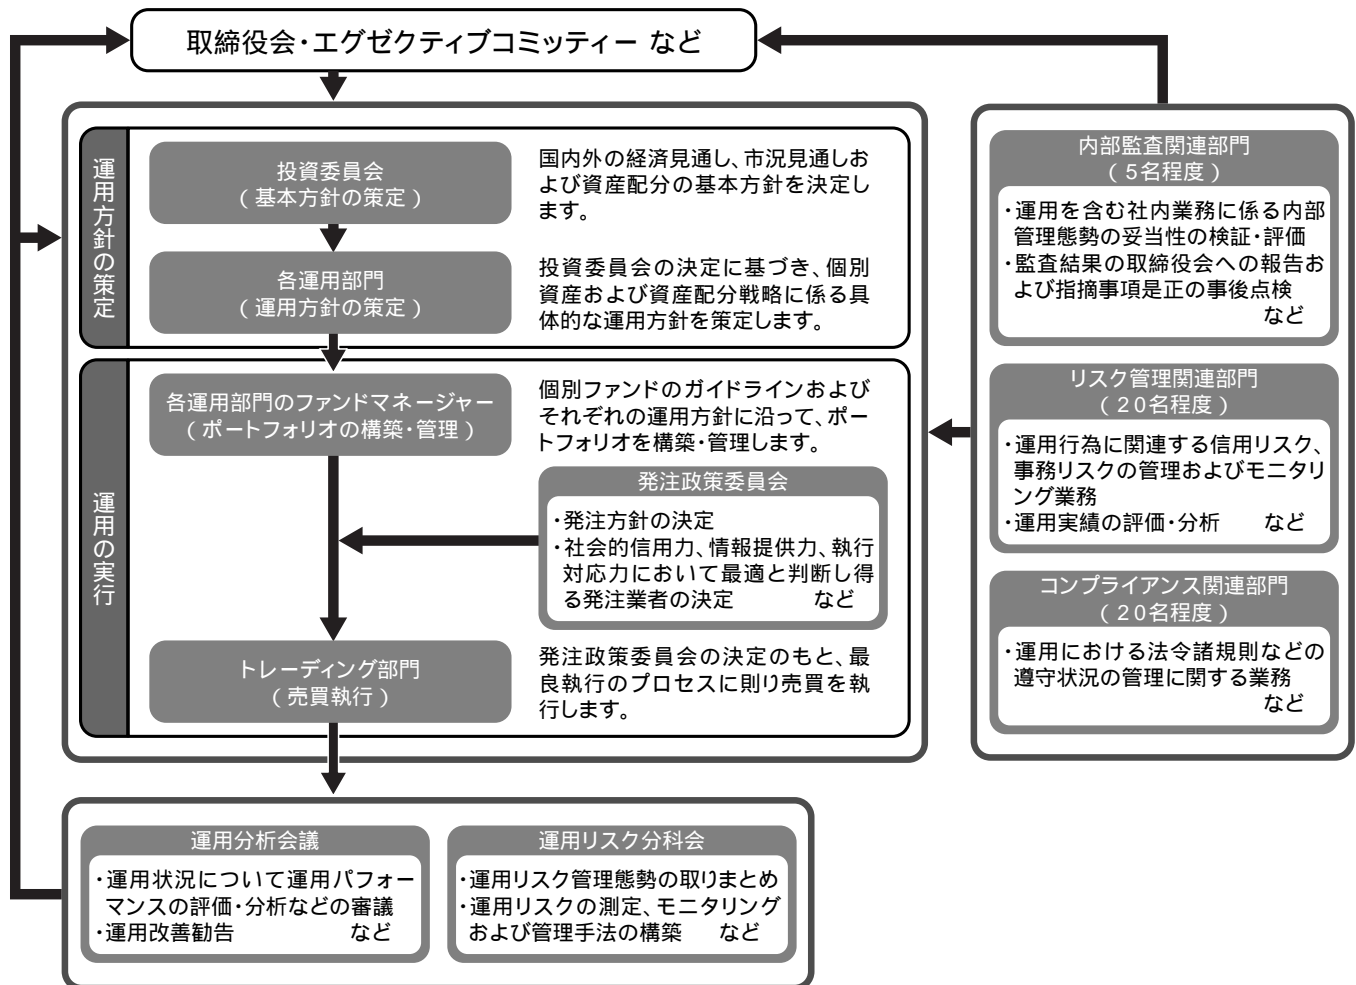 取締役会・エグゼクティブコミッティー など
運用方針の策定
投資委員会
(基本方針の策定)
国内外の経済見通し、市況見通しお
よび資産配分の基本方針を決定し
ます。
各運用部門
(運用方針の策定)
投資委員会の決定に基づき、個別
資産および資産配分戦略に係る具
体的な運用方針を策定します。
運用の実行
各運用部門のファンドマネージャー
(ポートフォリオの構築・管理)
個別ファンドのガイドラインおよび
それぞれの運用方針に沿って、ポー
トフォリオを構築・管理します。
発注政策委員会
・発注方針の決定
・社会的信用力、情報提供力、執行
対応力において最適と判断し得
る発注業者の決定 など
トレーディング部門
(売買執行)
発注政策委員会の決定のもと、最
良執行のプロセスに則り売買を執
行します。
内部監査関連部門
(5名程度)
・運用を含む社内業務に係る内部
管理態勢の妥当性の検証・評価
・監査結果の取締役会への報告お
よび指摘事項是正の事後点検
など
リスク管理関連部門
(20名程度)
・運用行為に関連する信用リスク、
事務リスクの管理およびモニタリ
ング業務
・運用実績の評価・分析 など
コンプライアンス関連部門
(20名程度)
・運用における法令諸規則などの
遵守状況の管理に関する業務
など
運用分析会議
・運用状況について運用パフォー
マンスの評価・分析などの審議
・運用改善勧告 など
運用リスク分科会
・運用リスク管理態勢の取りまとめ
・運用リスクの測定、モニタリング
および管理手法の構築 など